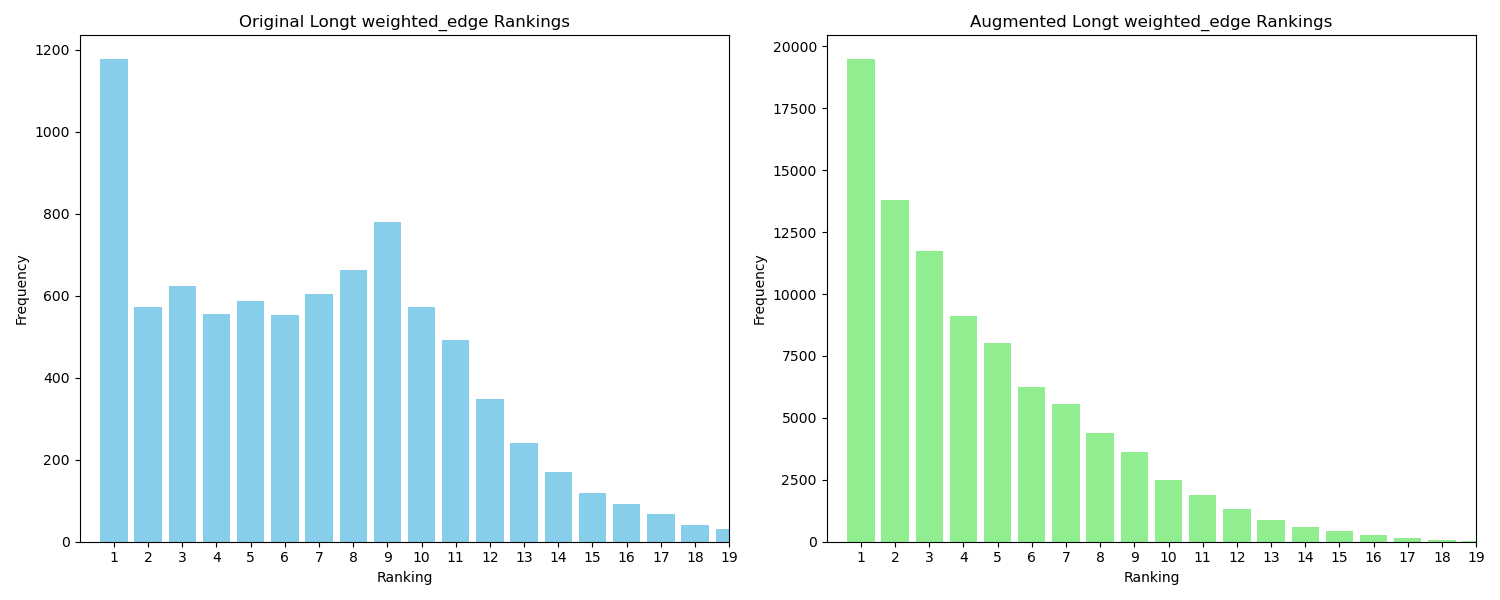 Original Longt weighted_edge Rankings
1200
1000
800
600
400
200
0
Frequency
1 2 3 4 5 6 7 8 9 10 11 12 13 14 15 16 17 18 19
Ranking
Augmented Longt weighted_edge Rankings
20000
17500
15000
12500
10000
7500
5000
2500
0
Frequency
1 2 3 4 5 6 7 8 9 10 11 12 13 14 15 16 17 18 19
Ranking